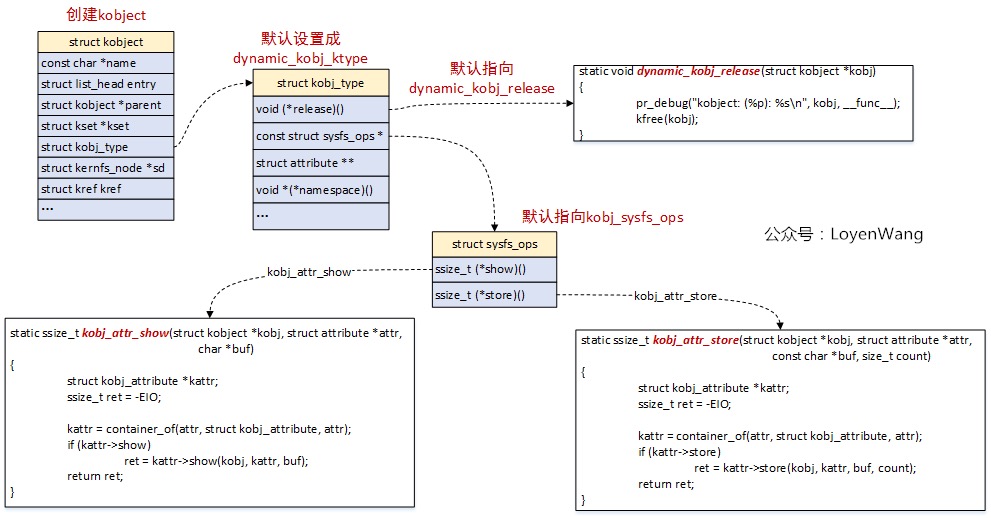 创建kobject
struct kobject
const char *name
struct list_head entry
struct kobject *parent
struct kset *kset
struct kobj_type
struct kernfs_node *sd
struct kref kref
...
默认设置成
dynamic_kobj_ktype
struct kobj_type
void (*release)()
const struct sysfs_ops *
struct attribute **
void *(*namespace)()
...
默认指向
dynamic_kobj_release
static void dynamic_kobj_release(struct kobject *kobj)
{
pr_debug("kobject: (%p): %s\n", kobj, __func__);
kfree(kobj);
}
默认指向kobj_sysfs_ops
struct sysfs_ops
ssize_t (*show)()
ssize_t (*store)()
公众号：LoyenWang
kobj_attr_show
kobj_attr_store
static ssize_t kobj_attr_show(struct kobject *kobj, struct attribute *attr,
char *buf)
{
struct kobj_attribute *kattr;
ssize_t ret = -EIO;
kattr = container_of(attr, struct kobj_attribute, attr);
if (kattr->show)
ret = kattr->show(kobj, kattr, buf);
return ret;
}
static ssize_t kobj_attr_store(struct kobject *kobj, struct attribute *attr,
const char *buf, size_t count)
{
struct kobj_attribute *kattr;
ssize_t ret = -EIO;
kattr = container_of(attr, struct kobj_attribute, attr);
if (kattr->store)
ret = kattr->store(kobj, kattr, buf, count);
return ret;
}